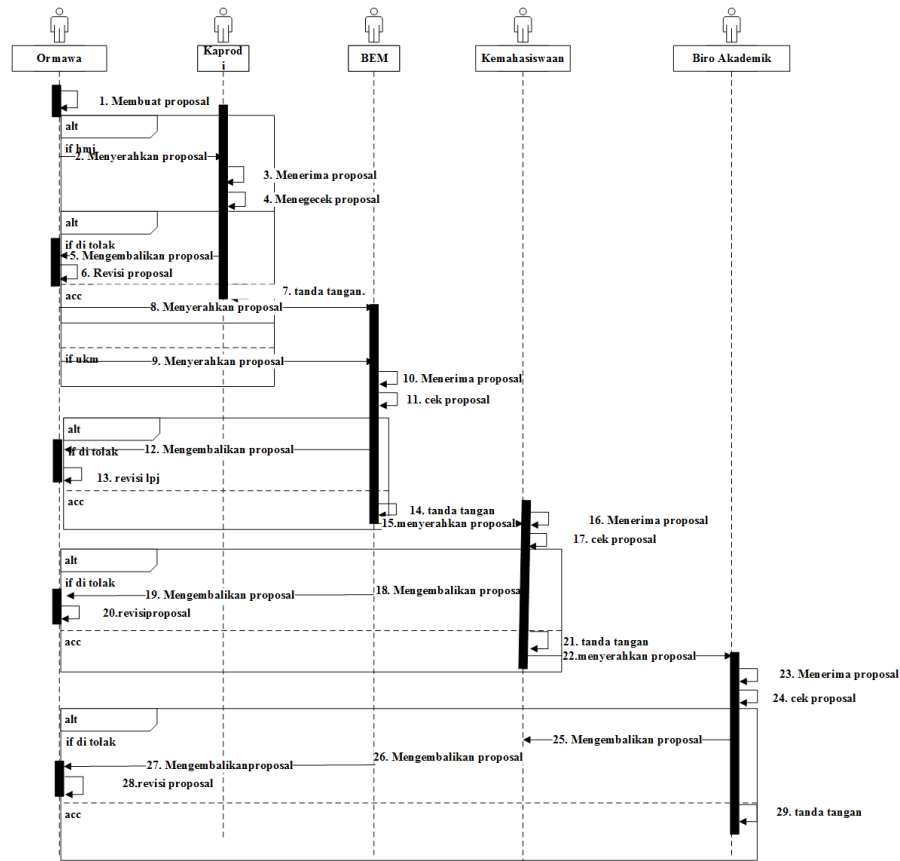 Ormawa
Kaprod
i
BEM
Kemahasiswaan
Biro Akademik
1. Membuat proposal
alt
if hmj
2. Menyerahkan proposal
3. Menerima proposal
4. Menegecek proposal
alt
if di tolak
5. Mengembalikan proposal
6. Revisi proposal
7. tanda tangan.
acc
8. Menyerahkan proposal
if ukm
9. Menyerahkan proposal
10. Menerima proposal
11. cek proposal
alt
if di tolak
12. Mengembalikan proposal
13. revisi lpj
acc
14. tanda tangan
15.menyerahkan proposal
16. Menerima proposal
17. cek proposal
alt
if di tolak
18. Mengembalikan proposal
19. Mengembalikan proposal
20.revisiproposal
acc
21. tanda tangan
22.menyerahkan proposal
23. Menerima proposal
24. cek proposal
alt
if di tolak
25. Mengembalikan proposal
26. Mengembalikan proposal
27. Mengembalikanproposal
28.revisi proposal
acc
29. tanda tangan